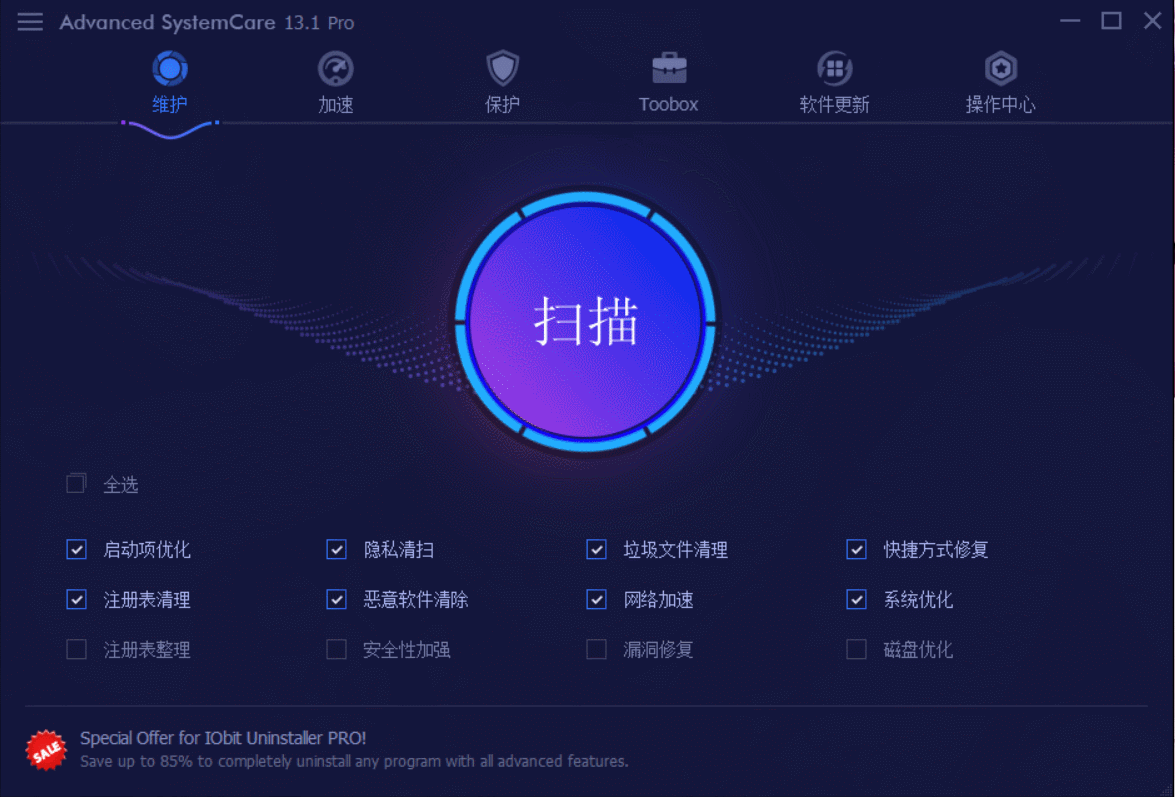 Advanced SystemCare 13.1 Pro
维护 加速 保护 Toobox 软件更新 操作中心
扫描
全选
启动项优化 隐私清扫 垃圾文件清理 快捷方式修复
注册表清理 恶意软件清除 网络加速 系统优化
注册表整理 安全性加强 漏洞修复 磁盘优化
SALE
Special Offer for IObit Uninstaller PRO!
Save up to 85% to completely uninstall any program with all advanced features.